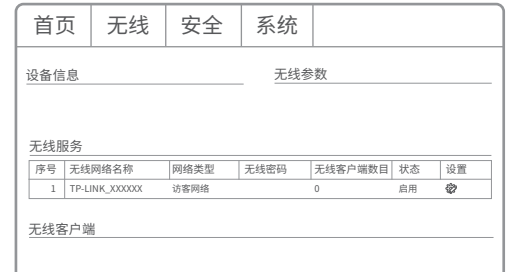 首页 无线 安全 系统
设备信息 无线参数
无线服务
序号 无线网络名称 网络类型 无线密码 无线客户端数目 状态 设置
1 TP-LINK_XXXXXX 访客网络 0 启用
无线客户端